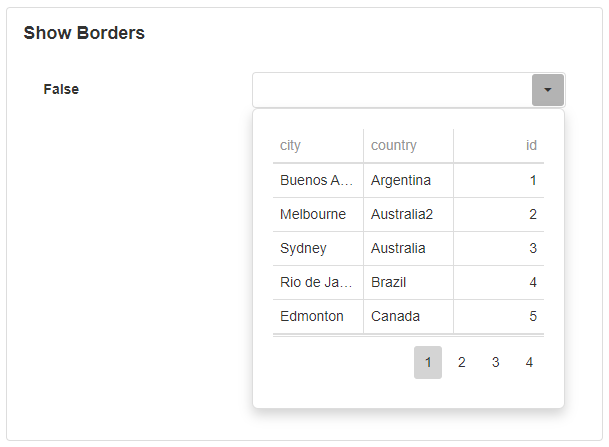 Show Borders
False
city country id
Buenos A... Argentina 1
Melbourne Australia2 2
Sydney Australia 3
Rio de Ja... Brazil 4
Edmonton Canada 5
1 2 3 4